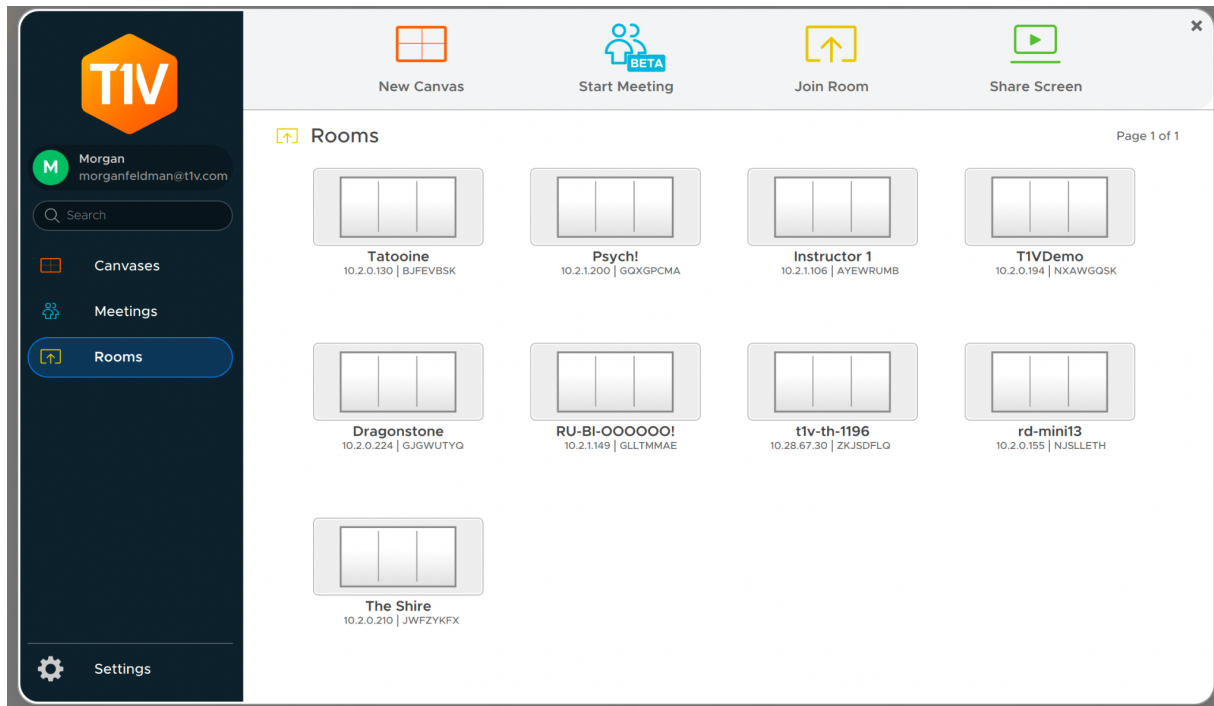 New Canvas
BETA
Start Meeting
Join Room
Share Screen
T1V
M
Morgan
morganfeldman@t1v.com
Search
Canvases
Meetings
Rooms
Settings
Rooms
Page 1 of 1
Tatooine
10.2.0.130 | BJFEVBSK
Psych!
10.2.1.200 | GQXGPCMA
Instructor 1
10.2.1.106 | AYEWRUMB
T1VDemo
10.2.0.194 | NXAWGQSK
Dragonstone
10.2.0.224 | GJGWUTYQ
RU-BI-OOOOOO!
10.2.1.149 | GLLTMMAE
t1v-th-1196
10.28.67.30 | ZKJSDFLQ
rd-mini13
10.2.0.155 | NJSLLETH
The Shire
10.2.0.210 | JWFZYKFX